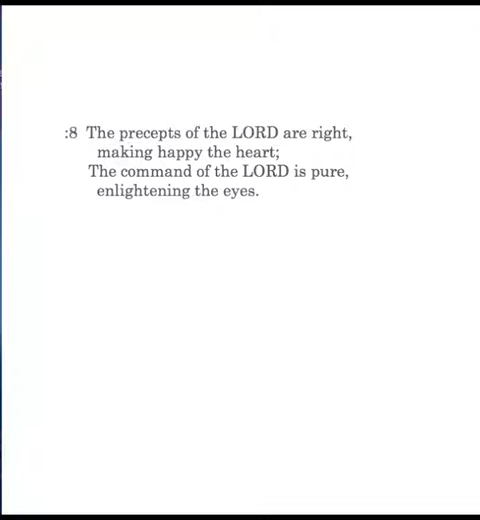 :8 The precepts of the LORD are right,
making happy the heart;
The command of the LORD is pure,
enlightening the eyes.